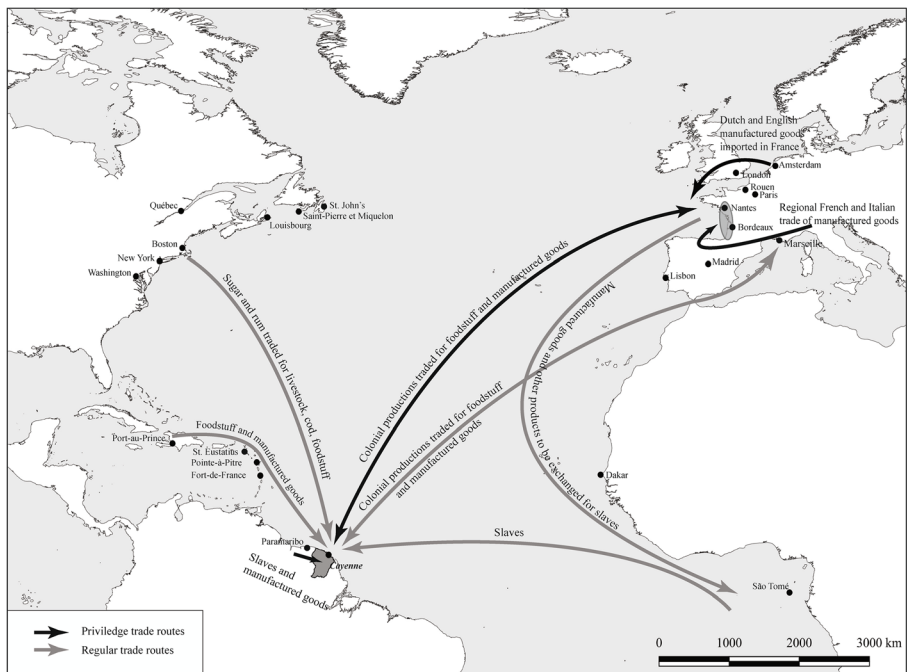 Dutch and English
manufactured goods
imported in France
Amsterdam
London
Rouen
Paris
Nantes
Regional French and Italian
trade of manufactured goods
Bordeaux
Marseille
Madrid
Lisbon
Québec
St. John's
Saint-Pierre et Miquelon
Louisbourg
Boston
New York
Washington
Sugar and rum traded for livestock, cod, foodstuff
Colonial productions traded for foodstuff and manufactured goods
Manufactured goods and other products to be exchanged for slaves
Colonial productions traded for foodstuff
and manufactured goods
Foodstuff and manufactured goods
Port-au-Prince
St. Eustatius
Pointe-à-Pitre
Fort-de-France
Dakar
Paramaribo
Cayenne
Slaves
Slaves and
manufactured goods
São Tomé
Priviledge trade routes
Regular trade routes
0 1000 2000 3000 km